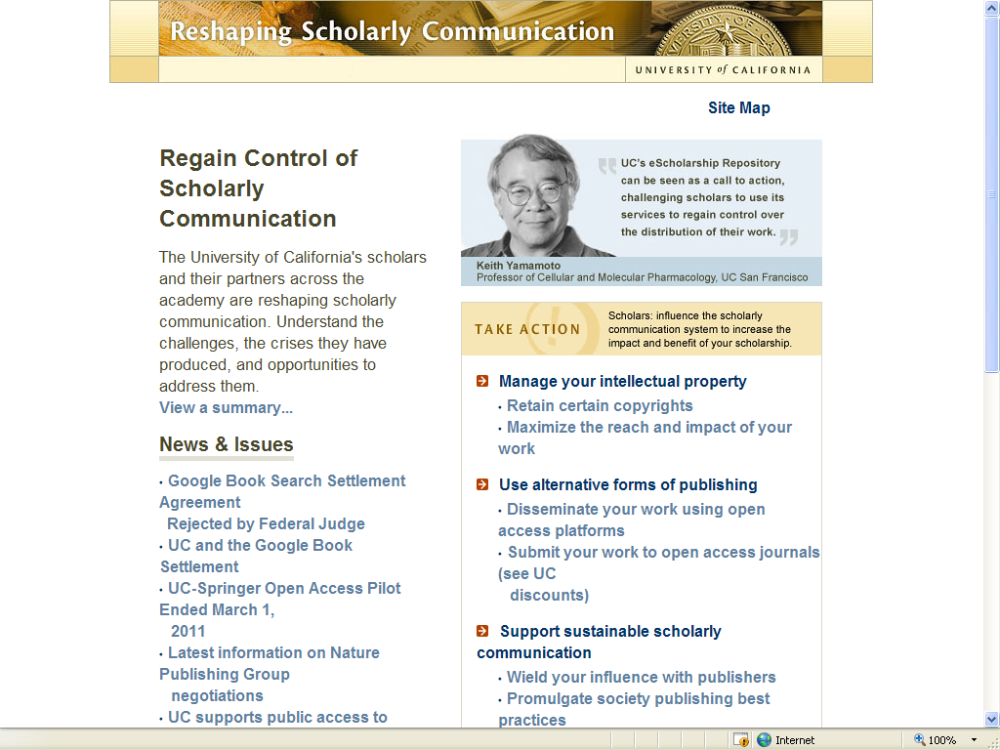 Reshaping Scholarly Communication
UNIVERSITY of CALIFORNIA
Site Map
Regain Control of
Scholarly
Communication
The University of California's scholars
and their partners across the
academy are reshaping scholarly
communication. Understand the
challenges, the crises they have
produced, and opportunities to
address them.
View a summary...
News & Issues
· Google Book Search Settlement
Agreement
Rejected by Federal Judge
· UC and the Google Book
Settlement
· UC-Springer Open Access Pilot
Ended March 1,
2011
· Latest information on Nature
Publishing Group
negotiations
· UC supports public access to
"UC's eScholarship Repository
can be seen as a call to action,
challenging scholars to use its
services to regain control over
the distribution of their work."
Keith Yamamoto
Professor of Cellular and Molecular Pharmacology, UC San Francisco
TAKE ACTION
Scholars: influence the scholarly
communication system to increase the
impact and benefit of your scholarship.
Manage your intellectual property
· Retain certain copyrights
· Maximize the reach and impact of your
work
Use alternative forms of publishing
· Disseminate your work using open
access platforms
· Submit your work to open access journals
(see UC
discounts)
Support sustainable scholarly
communication
· Wield your influence with publishers
· Promulgate society publishing best
practices
Internet
100%